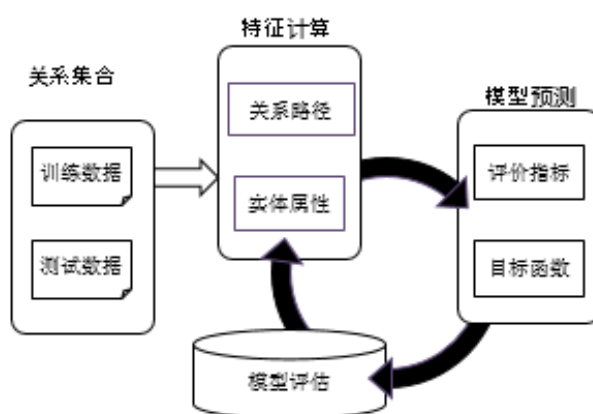 特征计算
关系集合
关系路径
模型预测
训练数据
评价指标
实体属性
测试数据
目标函数
模型评估